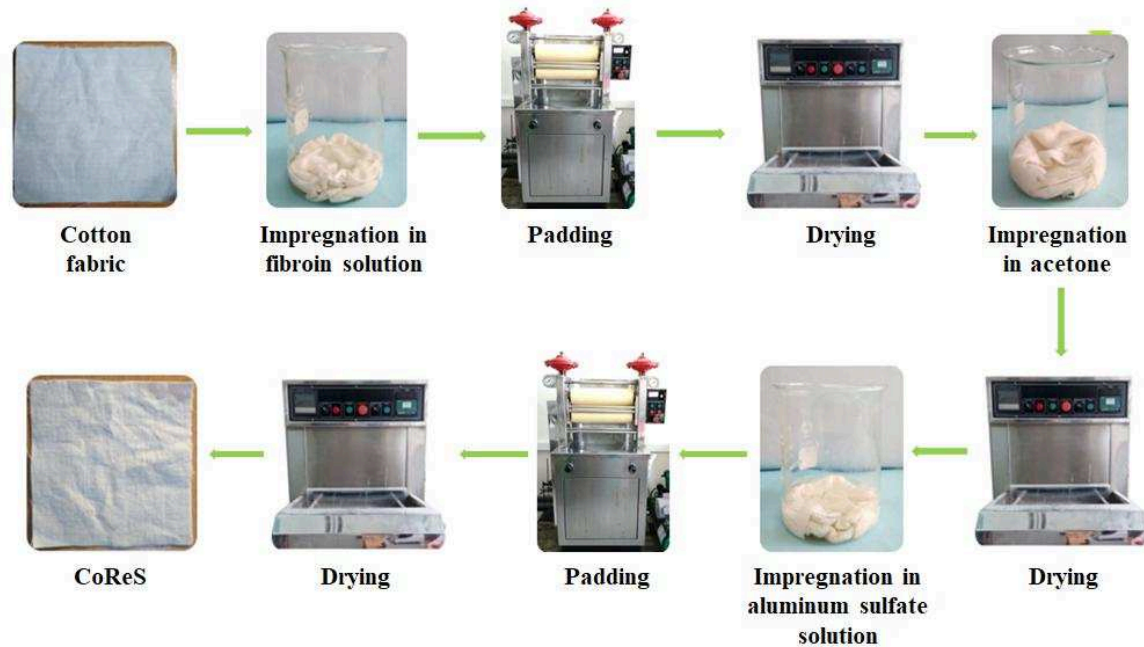 Cotton
fabric
Impregnation in
fibroin solution
Padding
Drying
Impregnation
in acetone
Drying
Impregnation in
aluminum sulfate
solution
Padding
Drying
CoReS